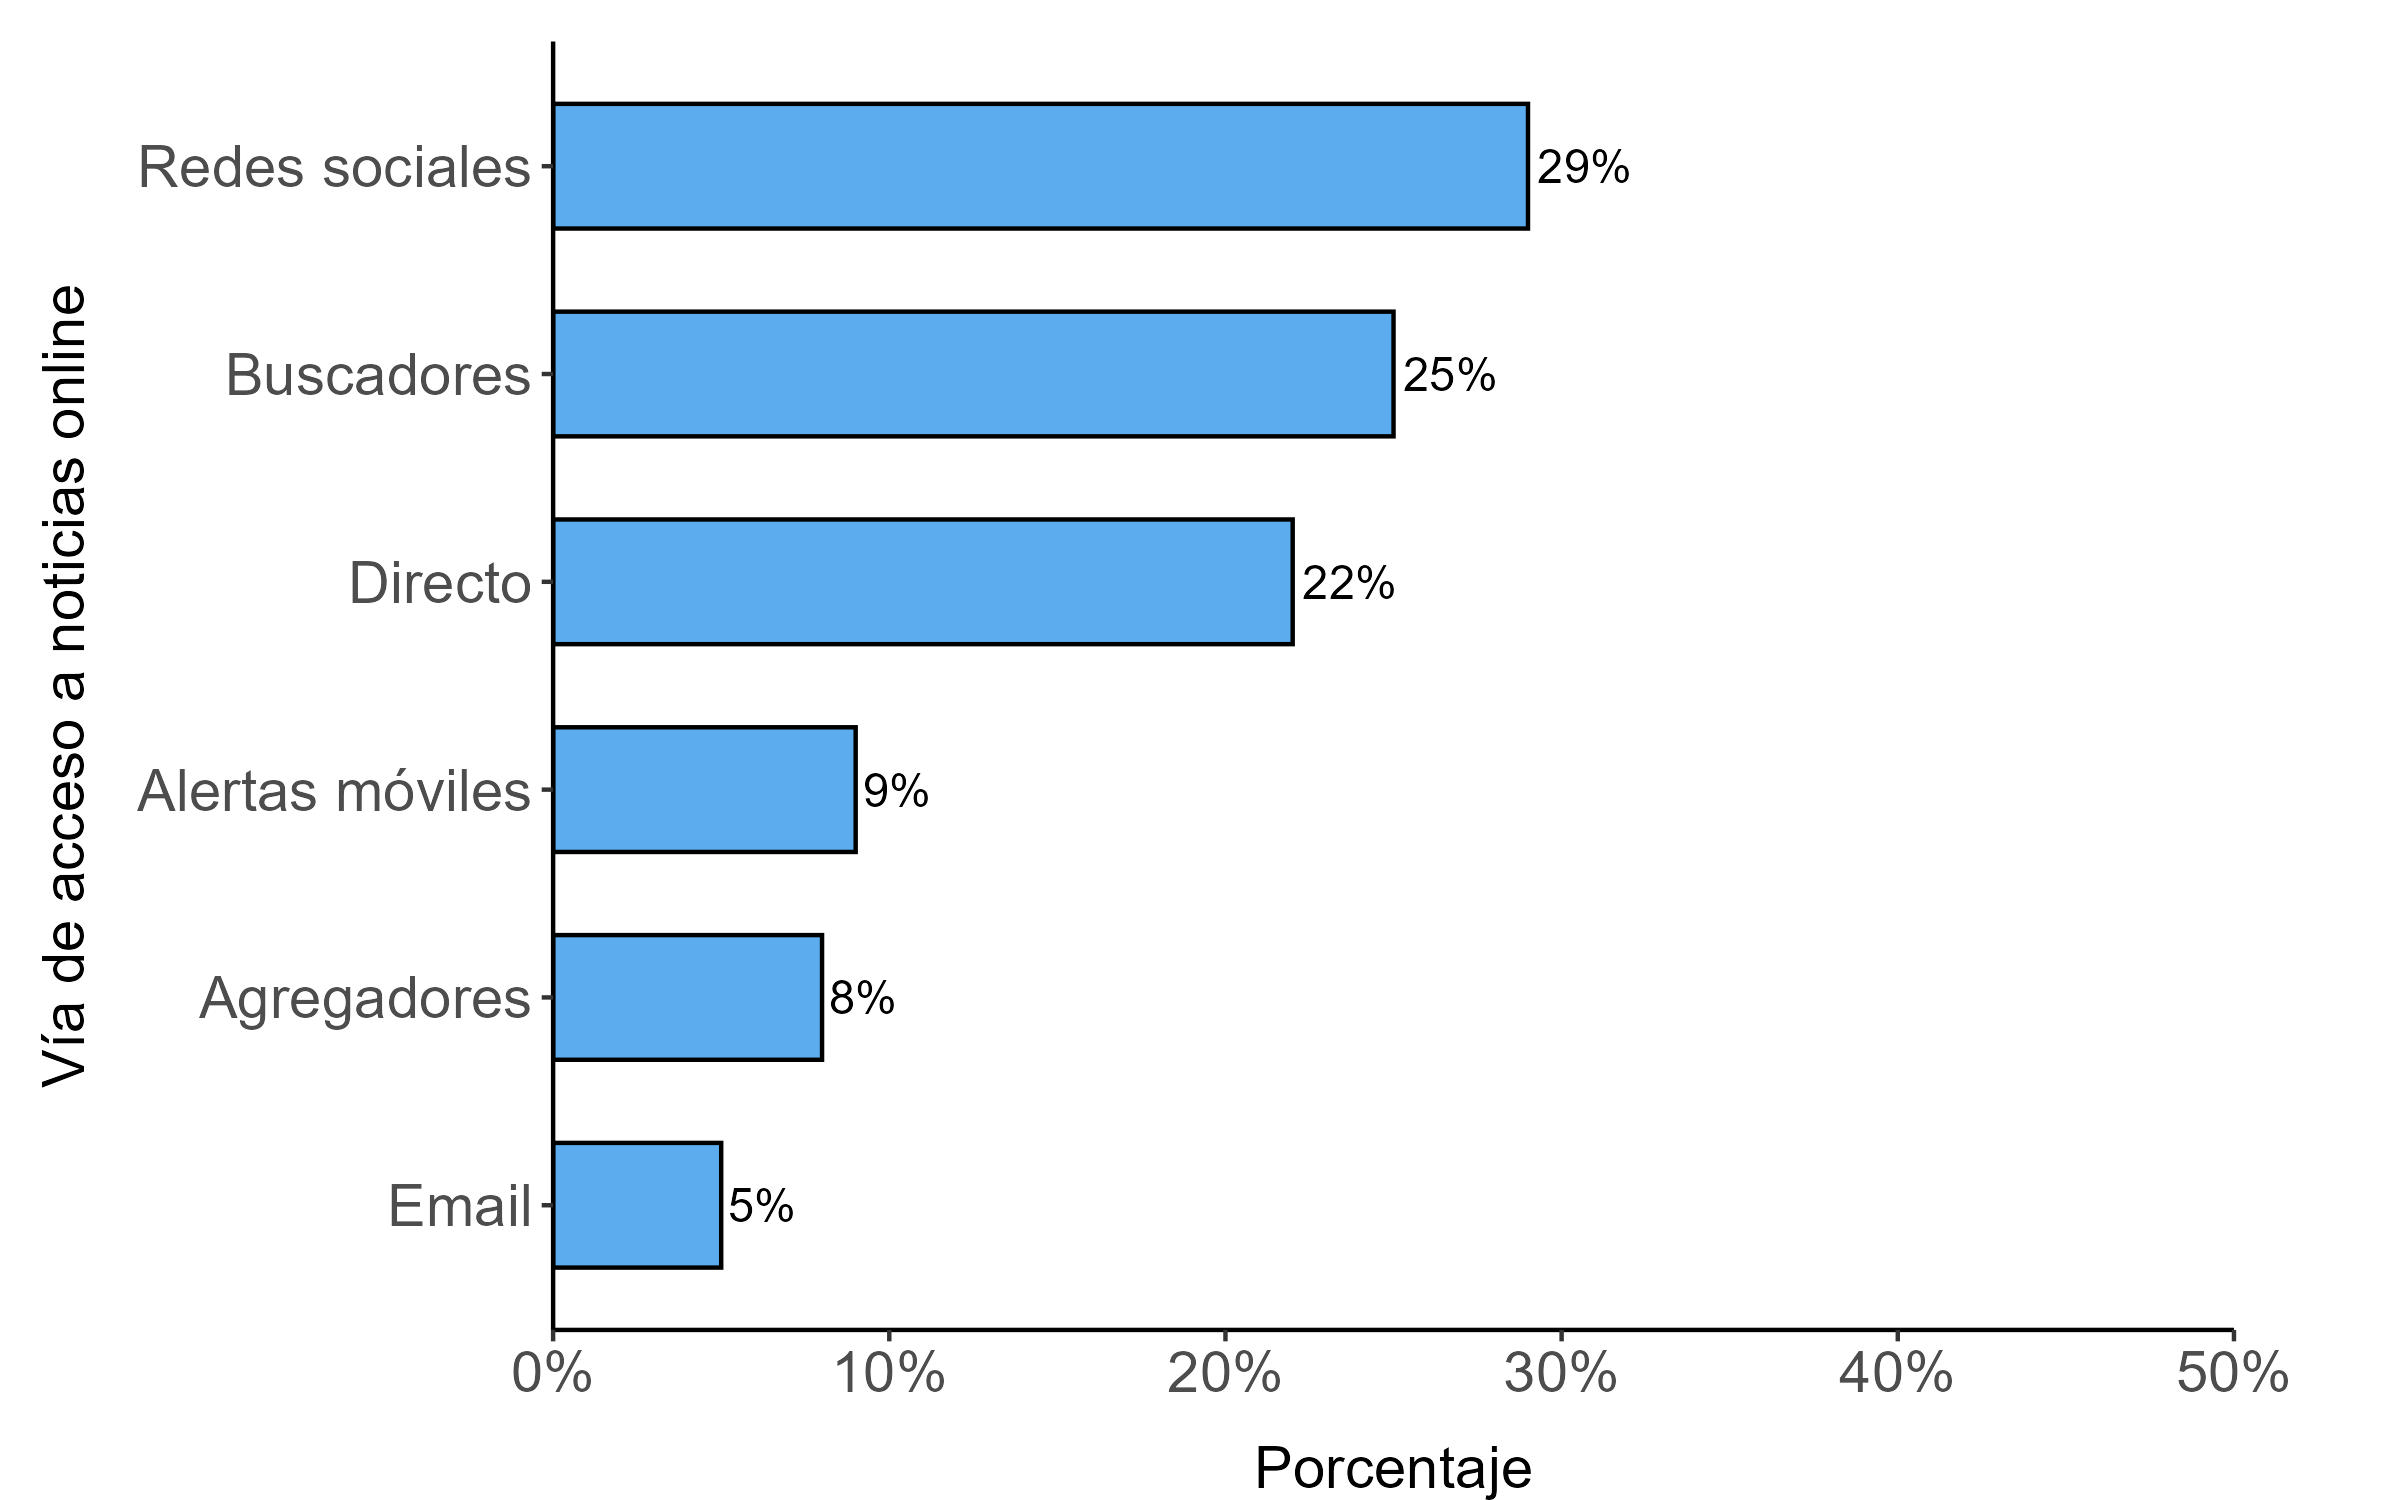 Vía de acceso a noticias online
Redes sociales 29%
Buscadores 25%
Directo 22%
Alertas móviles 9%
Agregadores 8%
Email 5%
0% 10% 20% 30% 40% 50%
Porcentaje